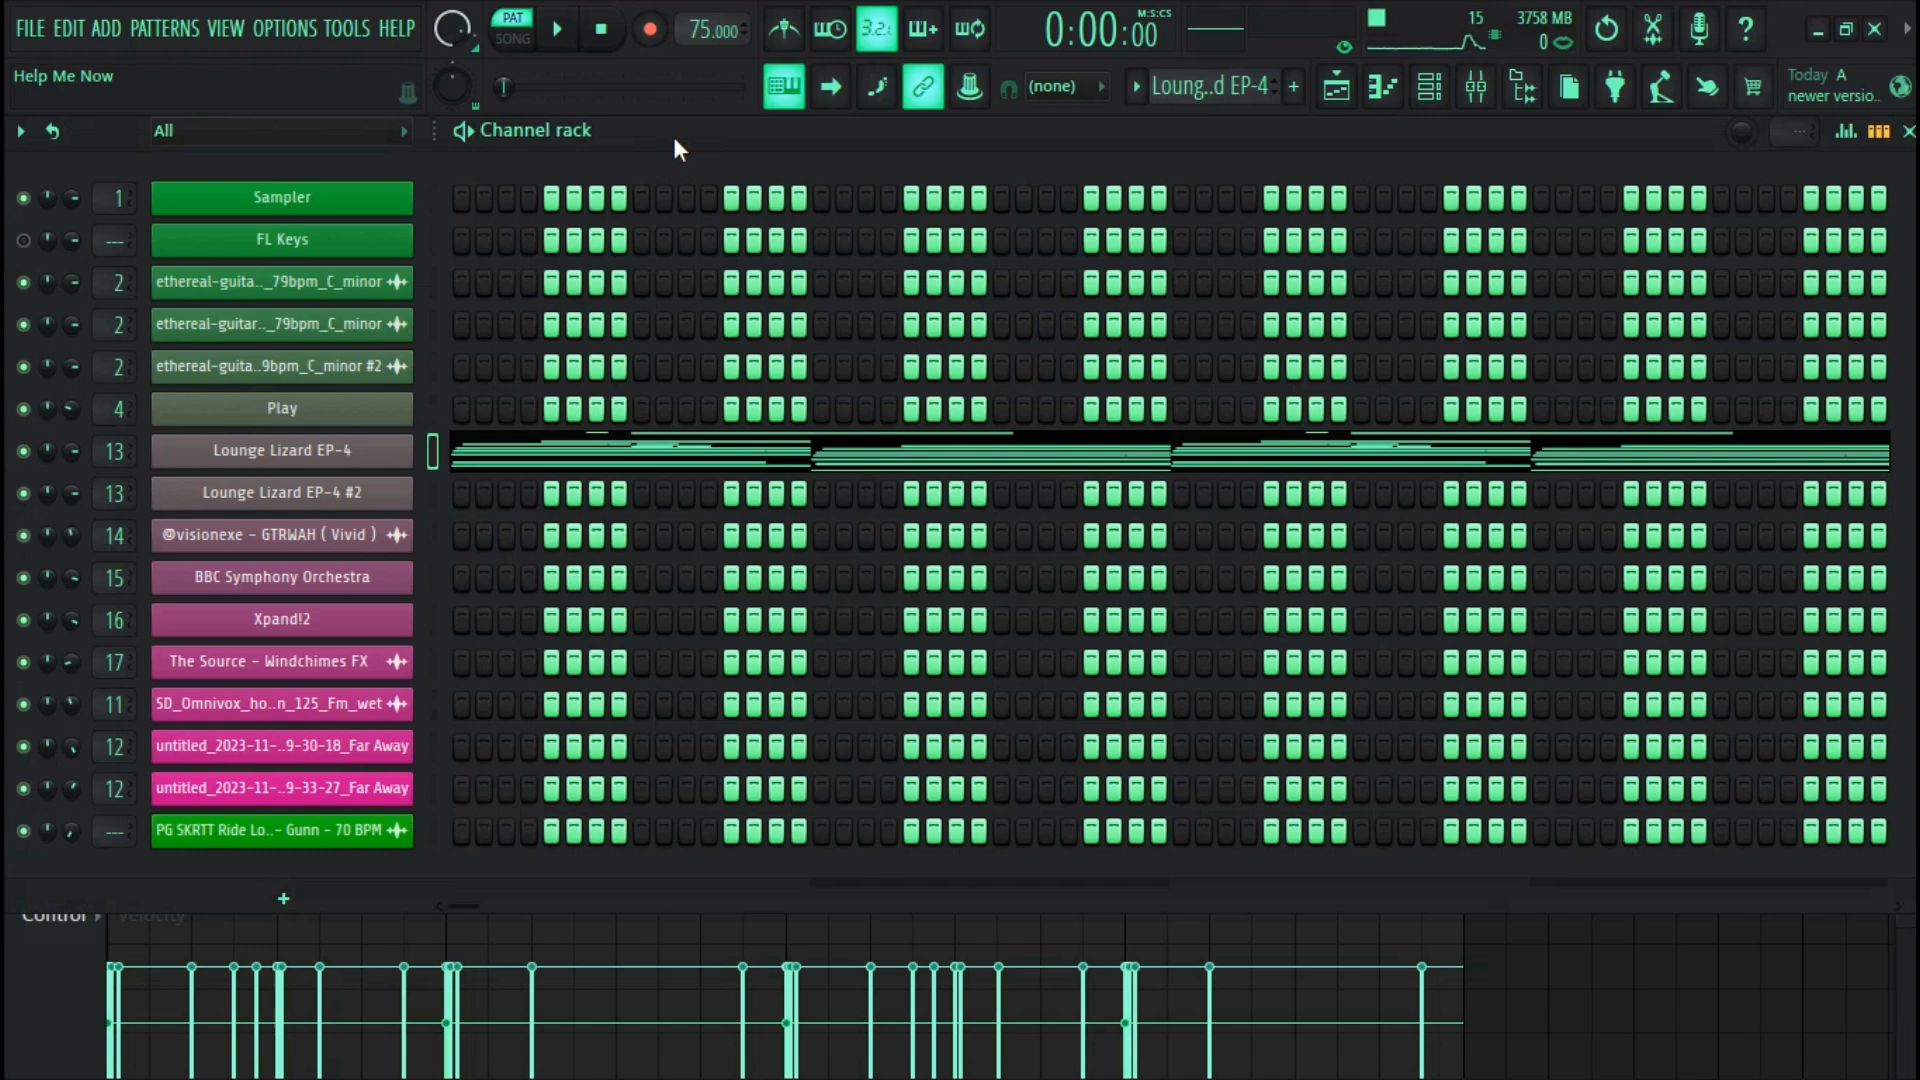 FILE EDIT ADD PATTERNS VIEW OPTIONS TOOLS HELP
PAT
SONG
75.000
3.2.
M:S:CS
0:00:00
15
3758 MB
0
?
Help Me Now
(none)
Loung..d EP-4
+
Today A
newer versio..
All
Channel rack
1 Sampler
--- FL Keys
2 ethereal-guita.._79bpm_C_minor
2 ethereal-guitar.._79bpm_C_minor
2 ethereal-guita..9bpm_C_minor #2
4 Play
13 Lounge Lizard EP-4
13 Lounge Lizard EP-4 #2
14 @visionexe - GTRWAH ( Vivid )
15 BBC Symphony Orchestra
16 Xpand!2
17 The Source - Windchimes FX
11 SD_Omnivox_ho..n_125_Fm_wet
12 untitled_2023-11-..9-30-18_Far Away
12 untitled_2023-11-..9-33-27_Far Away
--- PG SKRTT Ride Lo..- Gunn - 70 BPM
+
Control Velocity